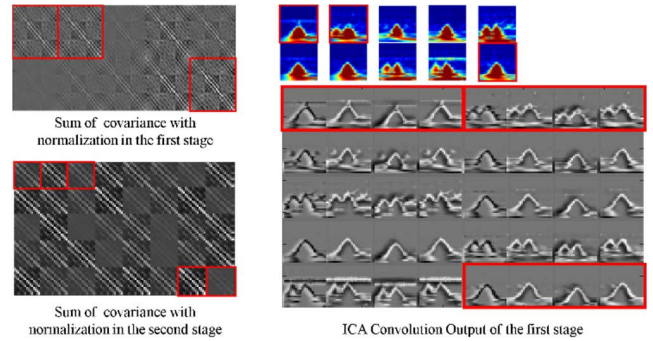 Sum of covariance with
normalization in the first stage
Sum of covariance with
normalization in the second stage
ICA Convolution Output of the first stage